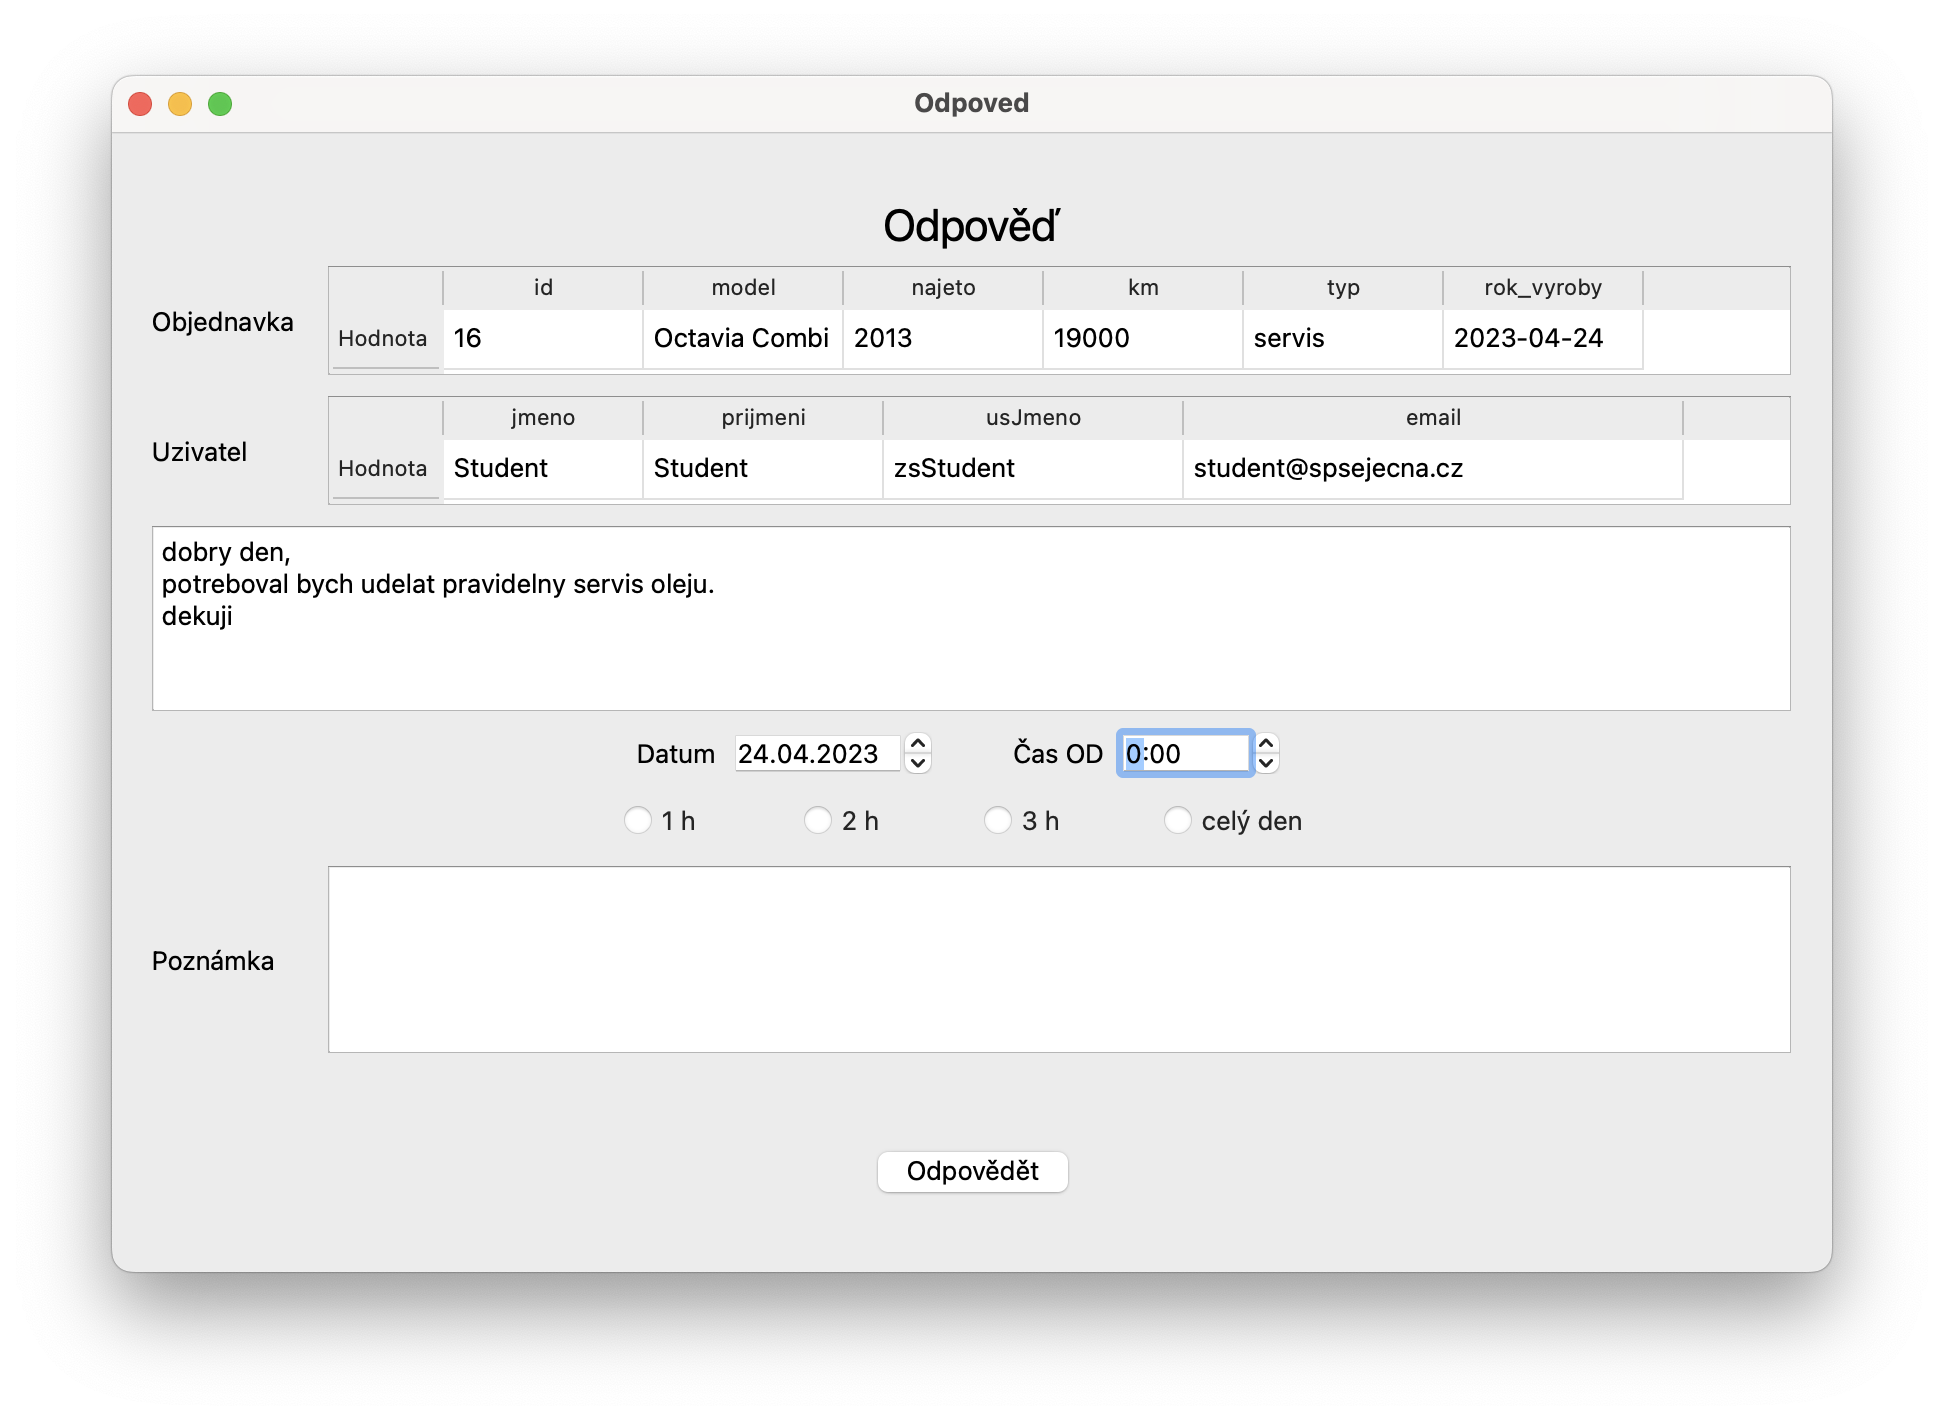 Odpoved
Odpověď
Objednavka
id model najeto km typ rok_vyroby
Hodnota 16 Octavia Combi 2013 19000 servis 2023-04-24
Uzivatel
jmeno prijmeni usJmeno email
Hodnota Student Student zsStudent student@spsejecna.cz
dobry den,
potreboval bych udelat pravidelny servis oleju.
dekuji
Datum 24.04.2023 Čas OD 0:00
1 h 2 h 3 h celý den
Poznámka
Odpovědět